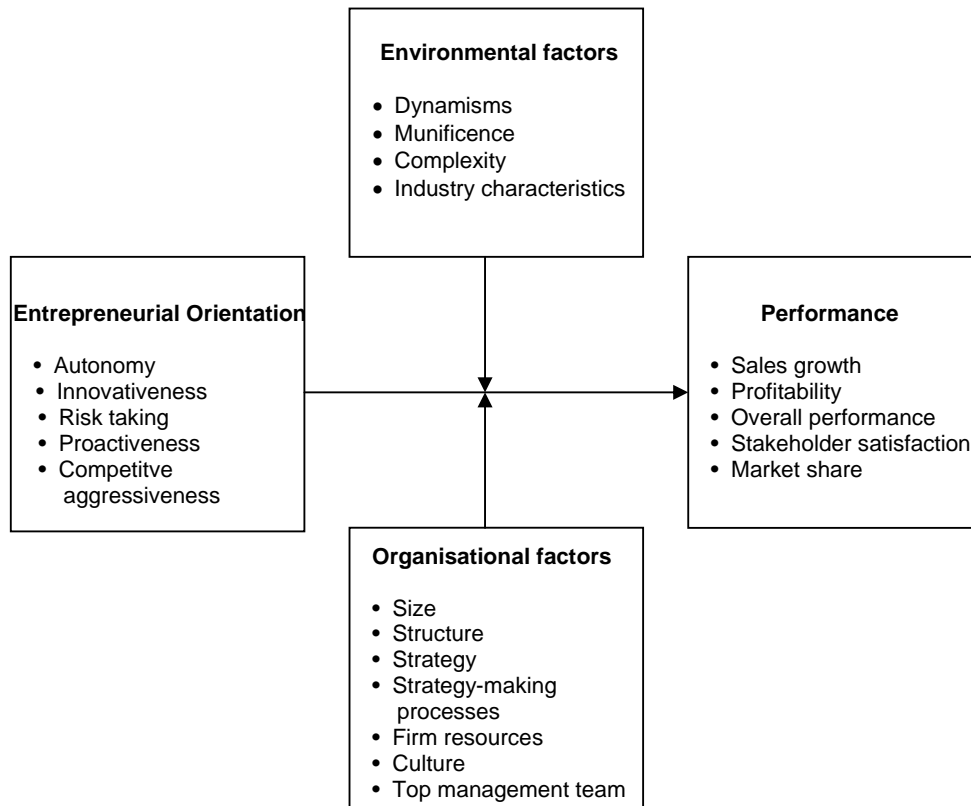 Environmental factors
• Dynamisms
• Munificence
• Complexity
• Industry characteristics
Entrepreneurial Orientation
• Autonomy
• Innovativeness
• Risk taking
• Proactiveness
• Competitve
aggressiveness
Performance
• Sales growth
• Profitability
• Overall performance
• Stakeholder satisfaction
• Market share
Organisational factors
• Size
• Structure
• Strategy
• Strategy-making
processes
• Firm resources
• Culture
• Top management team